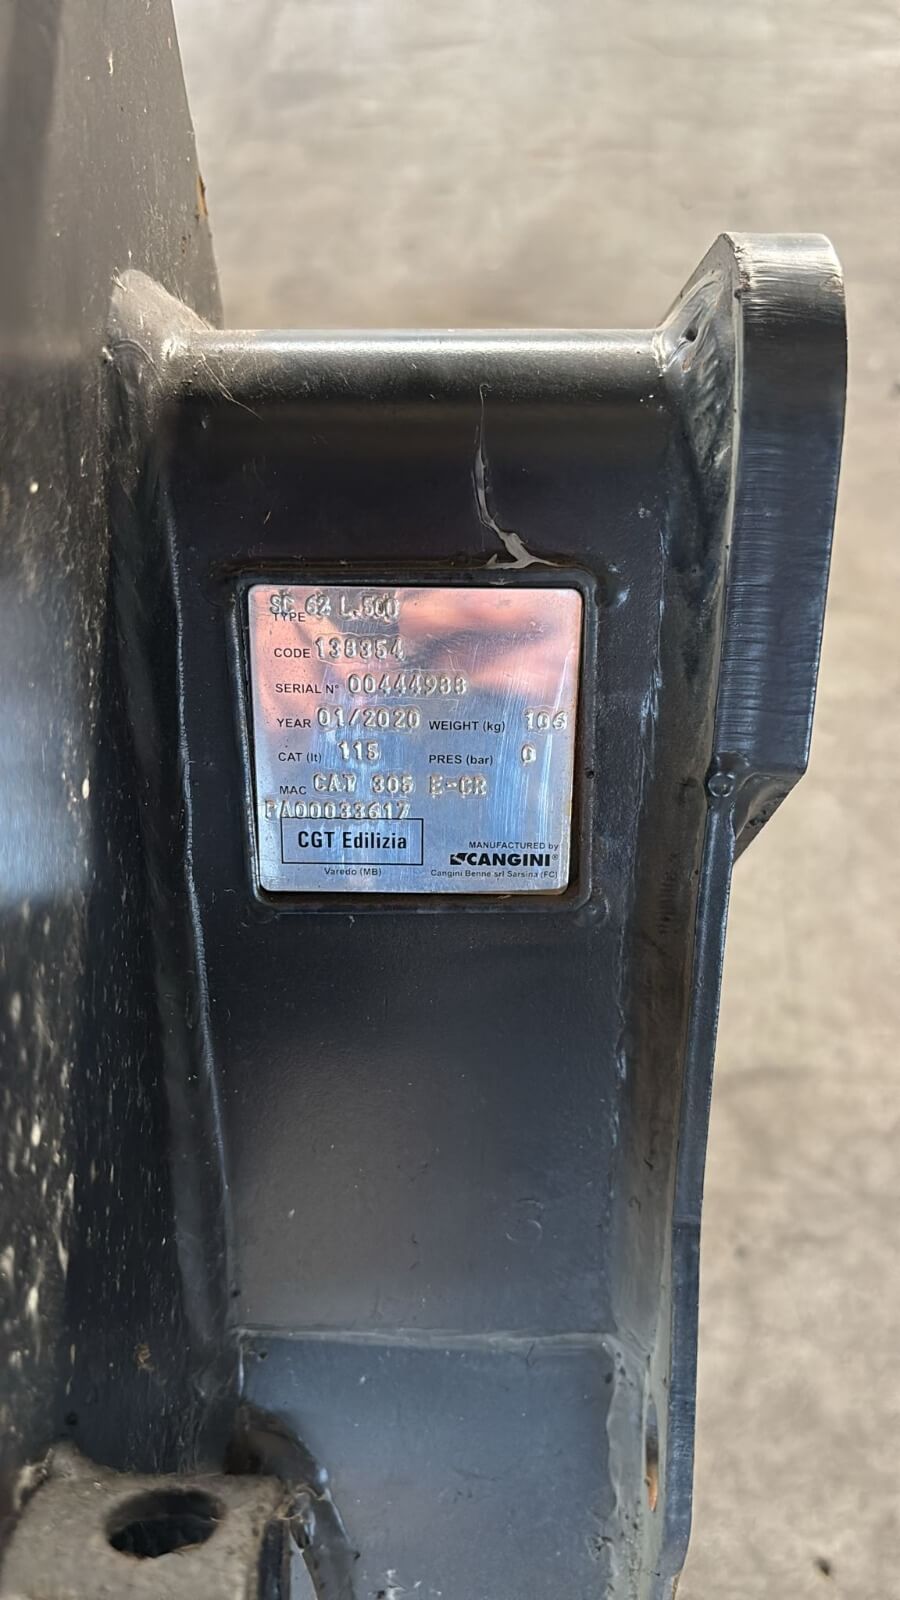 SC 62 L.500
TYPE
CODE 138354
SERIAL N° 00444988
YEAR 01/2020 WEIGHT (kg) 106
CAT (lt) 115 PRES (bar) 0
MAC CAT 305 E-CR
FA00033617
CGT Edilizia
Varedo (MB)
MANUFACTURED by
CANGINI®
Cangini Benne srl Sarsina (FC)